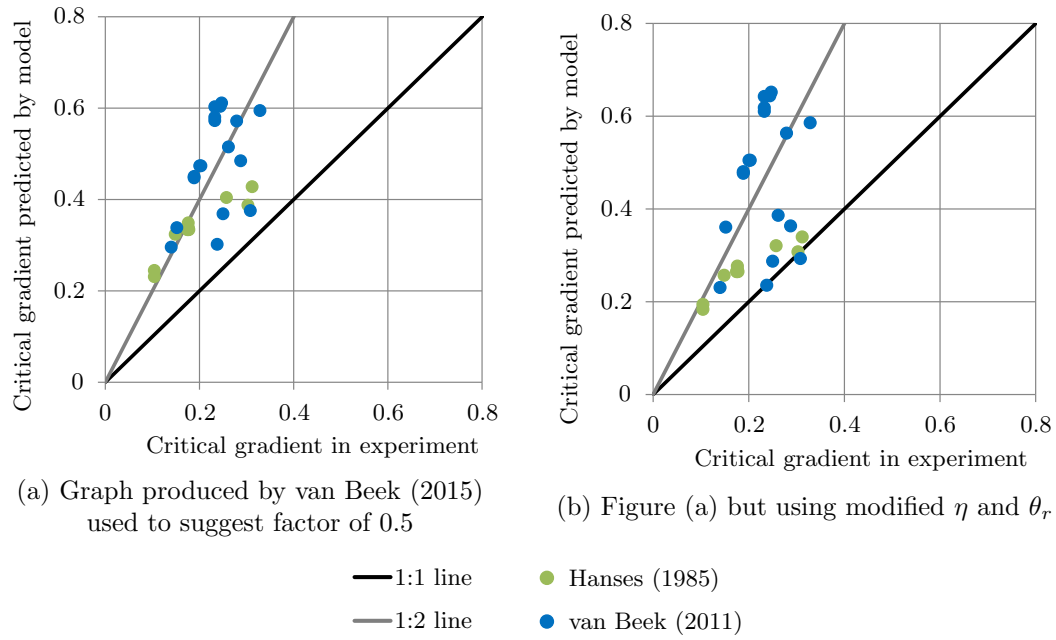 Critical gradient predicted by model
0.8
0.6
0.4
0.2
0
0
0.2
0.4
0.6
0.8
Critical gradient in experiment
(a) Graph produced by van Beek (2015)
used to suggest factor of 0.5
Critical gradient predicted by model
0.8
0.6
0.4
0.2
0
0
0.2
0.4
0.6
0.8
Critical gradient in experiment
(b) Figure (a) but using modified η and θr
1:1 line
Hanses (1985)
1:2 line
van Beek (2011)